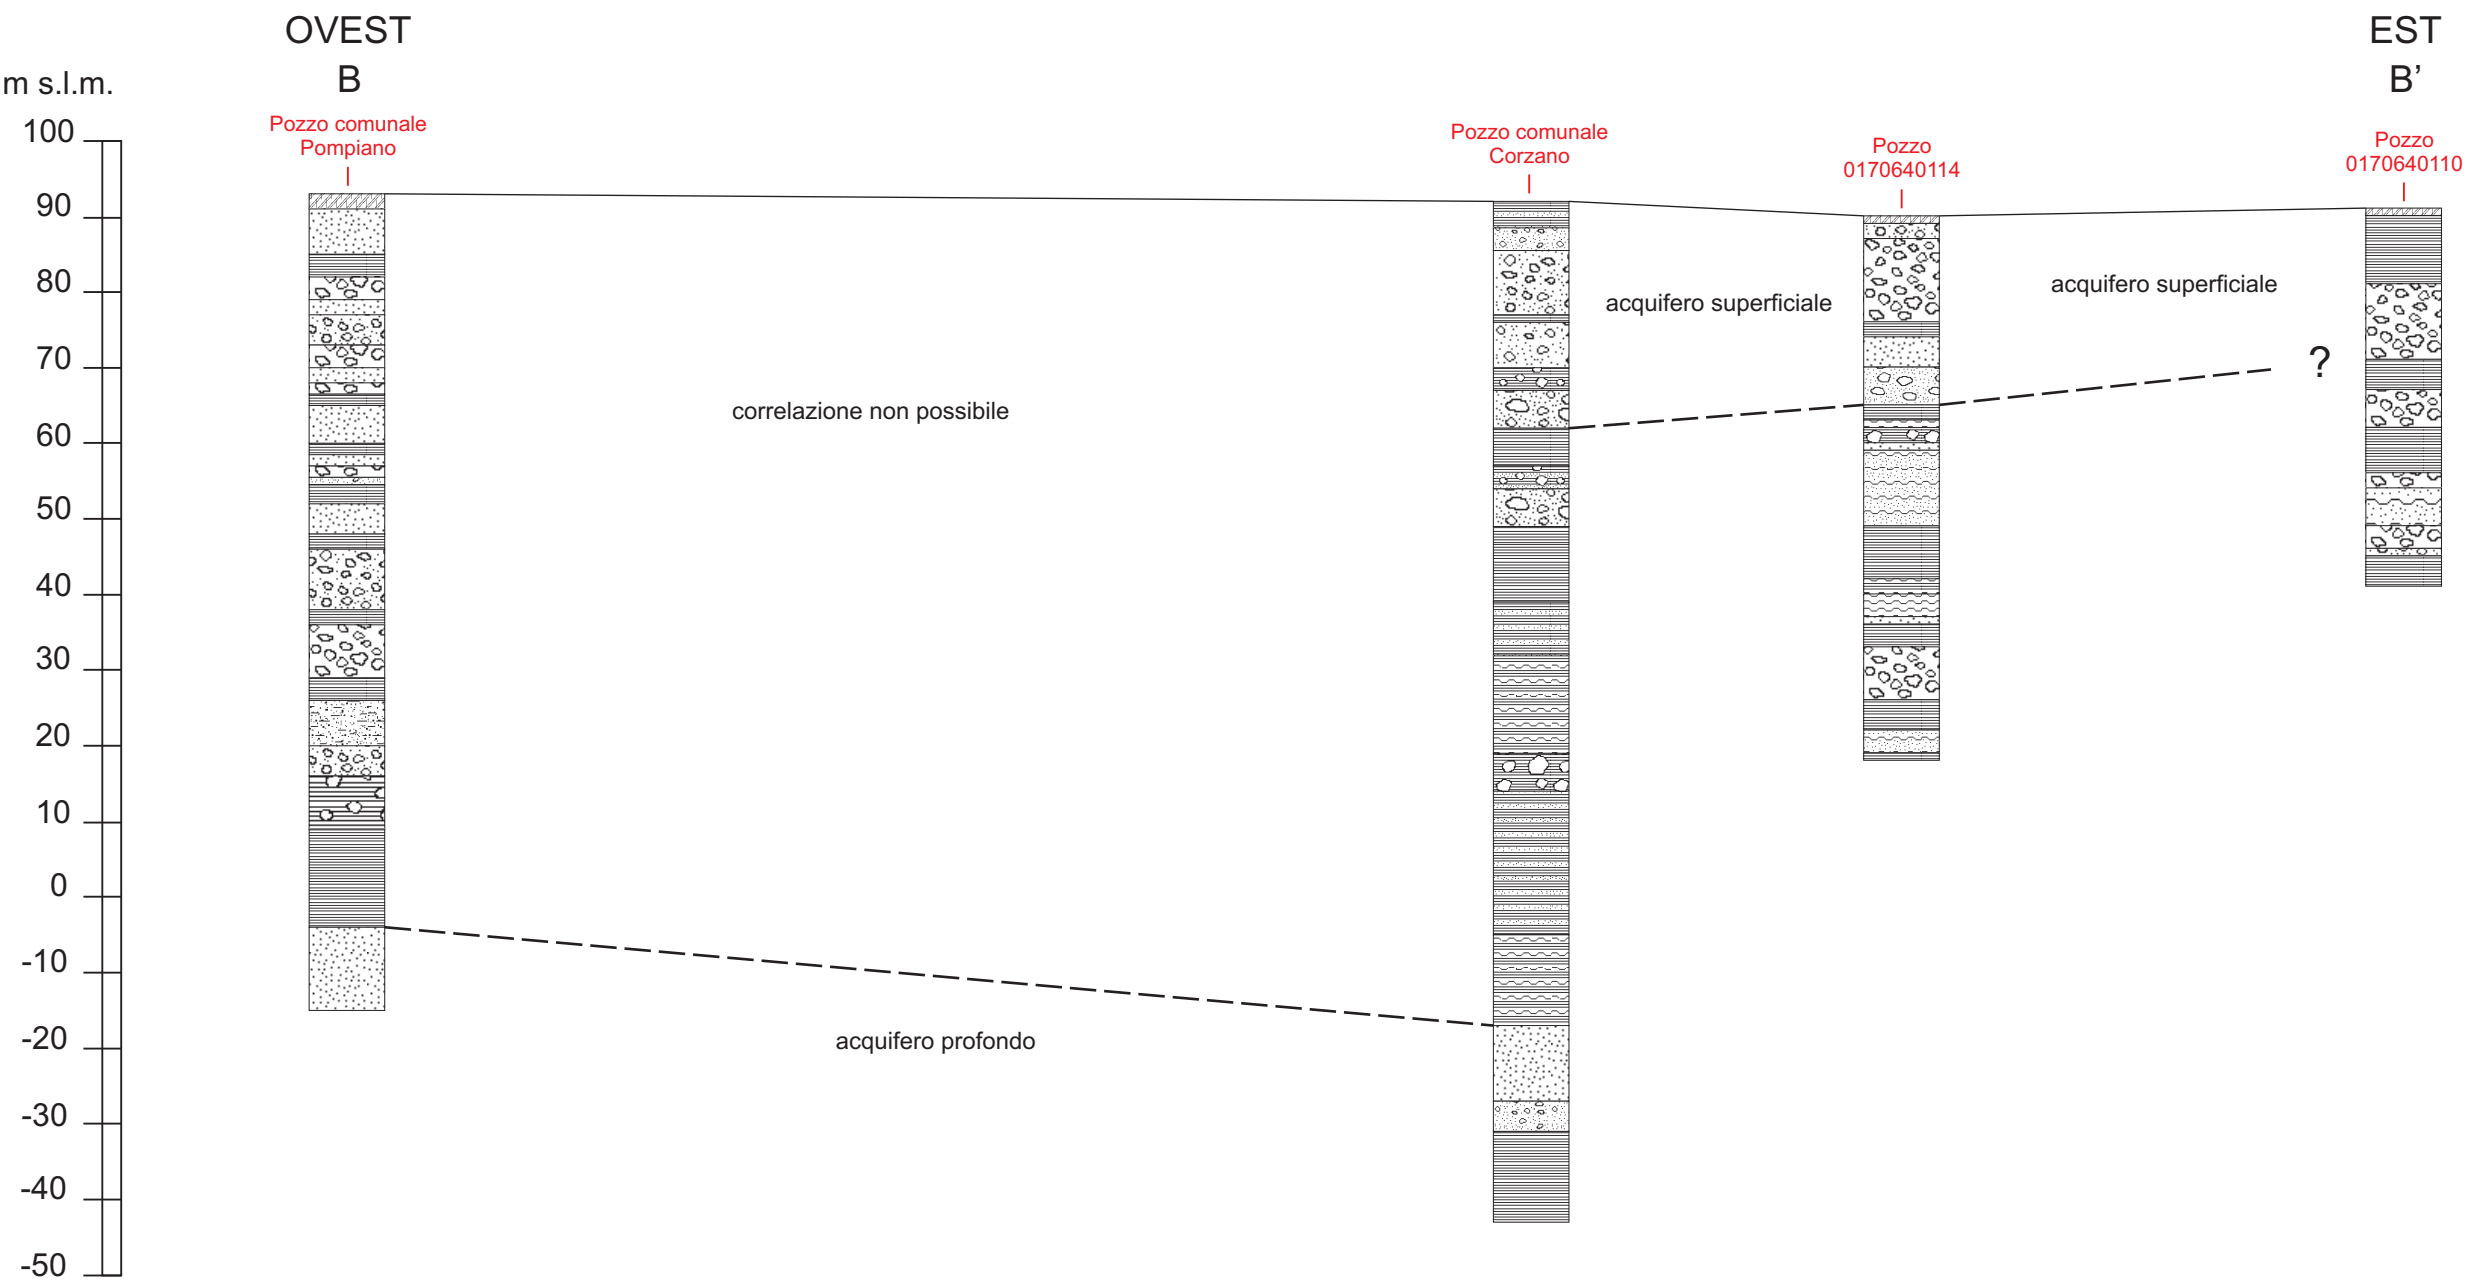 OVEST
B
EST
B'
m s.l.m.
Pozzo comunale
Pompiano
Pozzo comunale
Corzano
Pozzo
0170640114
Pozzo
0170640110
100
90
80
70
60
50
40
30
20
10
0
-10
-20
-30
-40
-50
acquifero superficiale
acquifero superficiale
?
correlazione non possibile
acquifero profondo